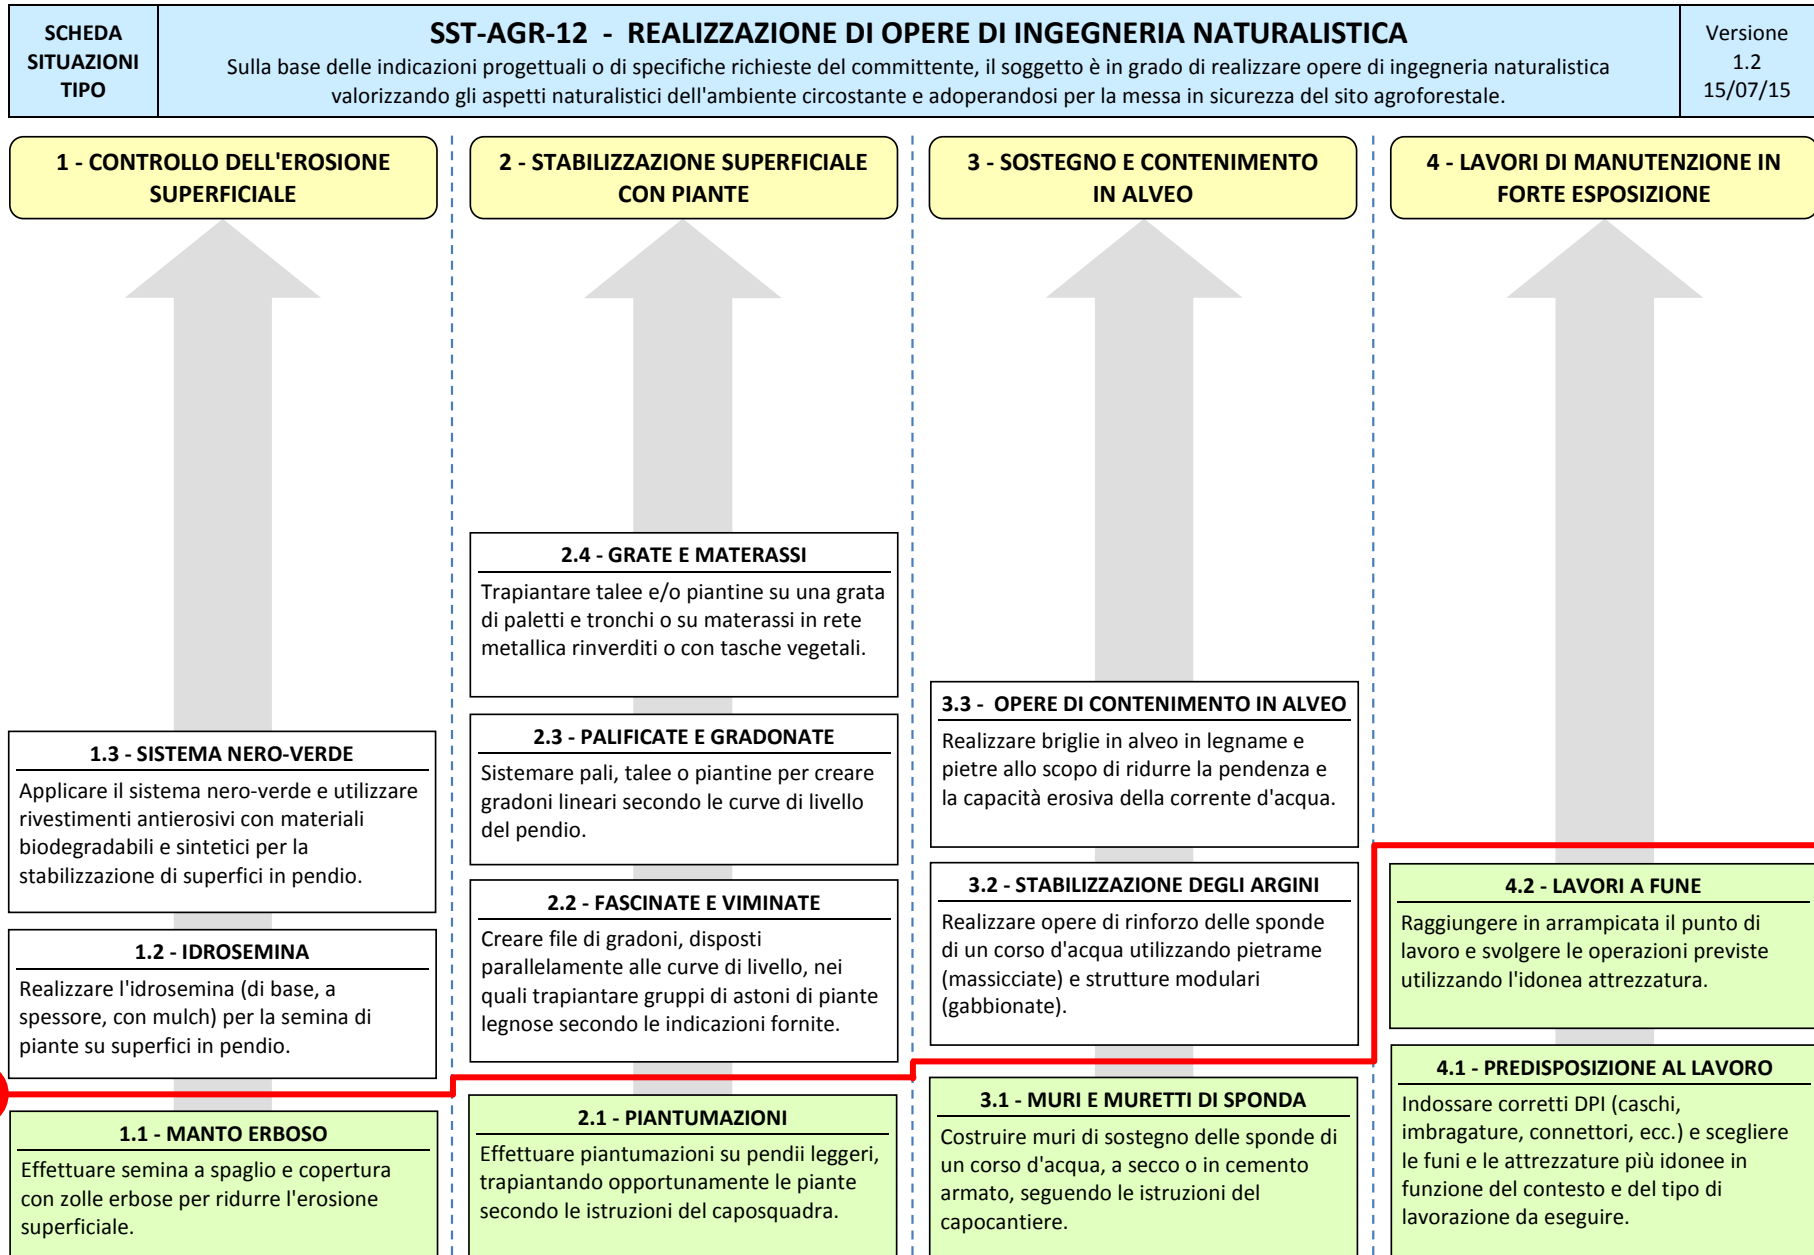 SCHEDA
SITUAZIONI
TIPO
SST-AGR-12 - REALIZZAZIONE DI OPERE DI INGEGNERIA NATURALISTICA
Sulla base delle indicazioni progettuali o di specifiche richieste del committente, il soggetto è in grado di realizzare opere di ingegneria naturalistica
valorizzando gli aspetti naturalistici dell'ambiente circostante e adoperandosi per la messa in sicurezza del sito agroforestale.
Versione
1.2
15/07/15
1 - CONTROLLO DELL'EROSIONE
SUPERFICIALE
2 - STABILIZZAZIONE SUPERFICIALE
CON PIANTE
3 - SOSTEGNO E CONTENIMENTO
IN ALVEO
4 - LAVORI DI MANUTENZIONE IN
FORTE ESPOSIZIONE
1.3 - SISTEMA NERO-VERDE
Applicare il sistema nero-verde e utilizzare
rivestimenti antierosivi con materiali
biodegradabili e sintetici per la
stabilizzazione di superfici in pendio.
1.2 - IDROSEMINA
Realizzare l'idrosemina (di base, a
spessore, con mulch) per la semina di
piante su superfici in pendio.
1.1 - MANTO ERBOSO
Effettuare semina a spaglio e copertura
con zolle erbose per ridurre l'erosione
superficiale.
2.4 - GRATE E MATERASSI
Trapiantare talee e/o piantine su una grata
di paletti e tronchi o su materassi in rete
metallica rinverditi o con tasche vegetali.
2.3 - PALIFICATE E GRADONATE
Sistemare pali, talee o piantine per creare
gradoni lineari secondo le curve di livello
del pendio.
2.2 - FASCINATE E VIMINATE
Creare file di gradoni, disposti
parallelamente alle curve di livello, nei
quali trapiantare gruppi di astoni di piante
legnose secondo le indicazioni fornite.
2.1 - PIANTUMAZIONI
Effettuare piantumazioni su pendii leggeri,
trapiantando opportunamente le piante
secondo le istruzioni del caposquadra.
3.3 - OPERE DI CONTENIMENTO IN ALVEO
Realizzare briglie in alveo in legname e
pietre allo scopo di ridurre la pendenza e
la capacità erosiva della corrente d'acqua.
3.2 - STABILIZZAZIONE DEGLI ARGINI
Realizzare opere di rinforzo delle sponde
di un corso d'acqua utilizzando pietrame
(massicciate) e strutture modulari
(gabbionate).
3.1 - MURI E MURETTI DI SPONDA
Costruire muri di sostegno delle sponde di
un corso d'acqua, a secco o in cemento
armato, seguendo le istruzioni del
capocantiere.
4.2 - LAVORI A FUNE
Raggiungere in arrampicata il punto di
lavoro e svolgere le operazioni previste
utilizzando l'idonea attrezzatura.
4.1 - PREDISPOSIZIONE AL LAVORO
Indossare corretti DPI (caschi,
imbragature, connettori, ecc.) e scegliere
le funi e le attrezzature più idonee in
funzione del contesto e del tipo di
lavorazione da eseguire.